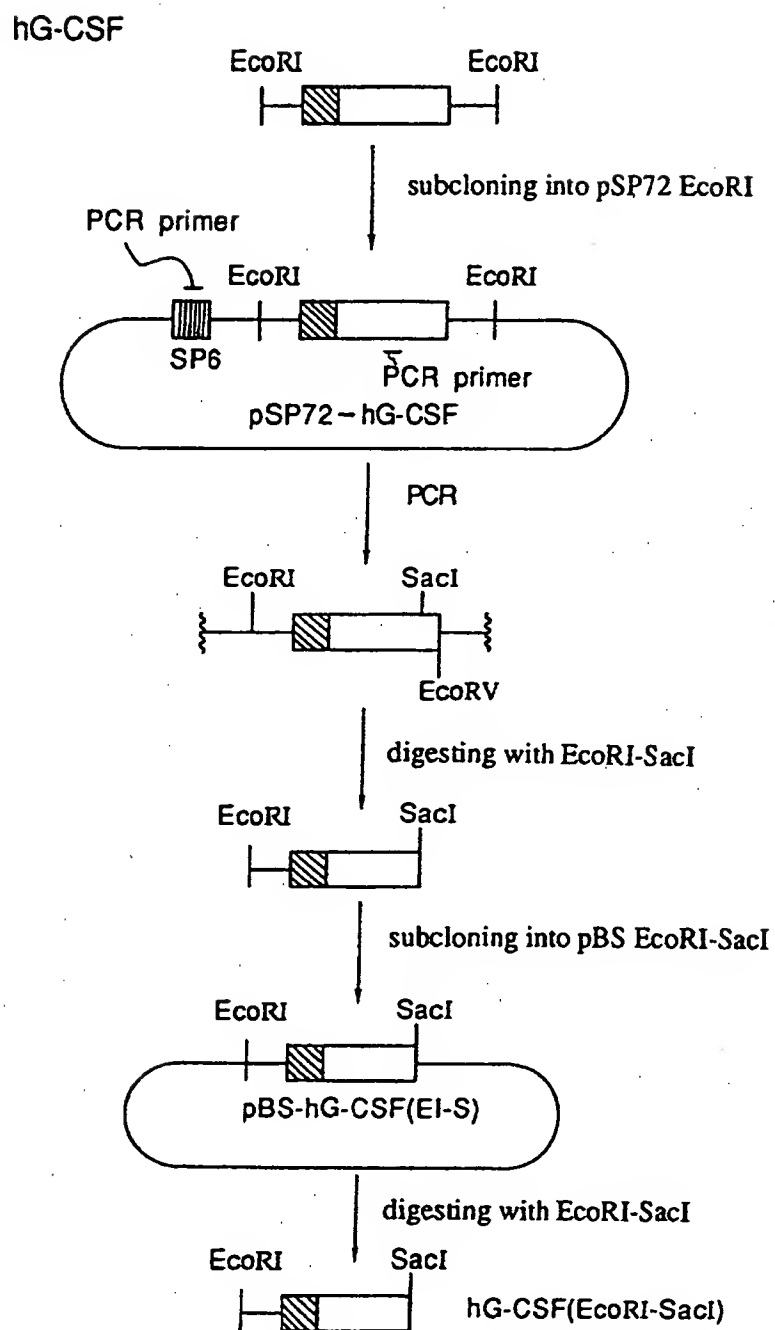 hG-CSF
EcoRI EcoRI
subcloning into pSP72 EcoRI
PCR primer
EcoRI EcoRI
SP6
PCR primer
pSP72-hG-CSF
PCR
EcoRI SacI
EcoRV
digesting with EcoRI-SacI
EcoRI SacI
subcloning into pBS EcoRI-SacI
EcoRI SacI
pBS-hG-CSF(EI-S)
digesting with EcoRI-SacI
EcoRI SacI
hG-CSF(EcoRI-SacI)